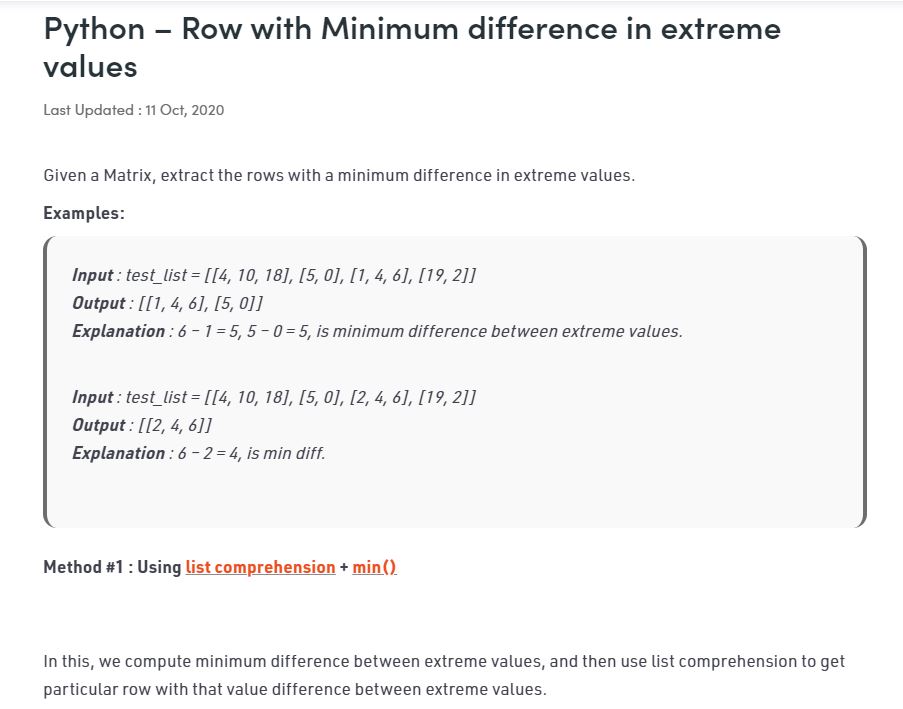 Python – Row with Minimum difference in extreme
values
Last Updated : 11 Oct, 2020
Given a Matrix, extract the rows with a minimum difference in extreme values.
Examples:
Input : test_list = [[4, 10, 18], [5, 0], [1, 4, 6], [19, 2]]
Output : [[1, 4, 6], [5, 0]]
Explanation : 6 – 1 = 5, 5 – 0 = 5, is minimum difference between extreme values.
Input : test_list = [[4, 10, 18], [5, 0], [2, 4, 6], [19, 2]]
Output : [[2, 4, 6]]
Explanation : 6 – 2 = 4, is min diff.
Method #1 : Using list comprehension + min()
In this, we compute minimum difference between extreme values, and then use list comprehension to get
particular row with that value difference between extreme values.